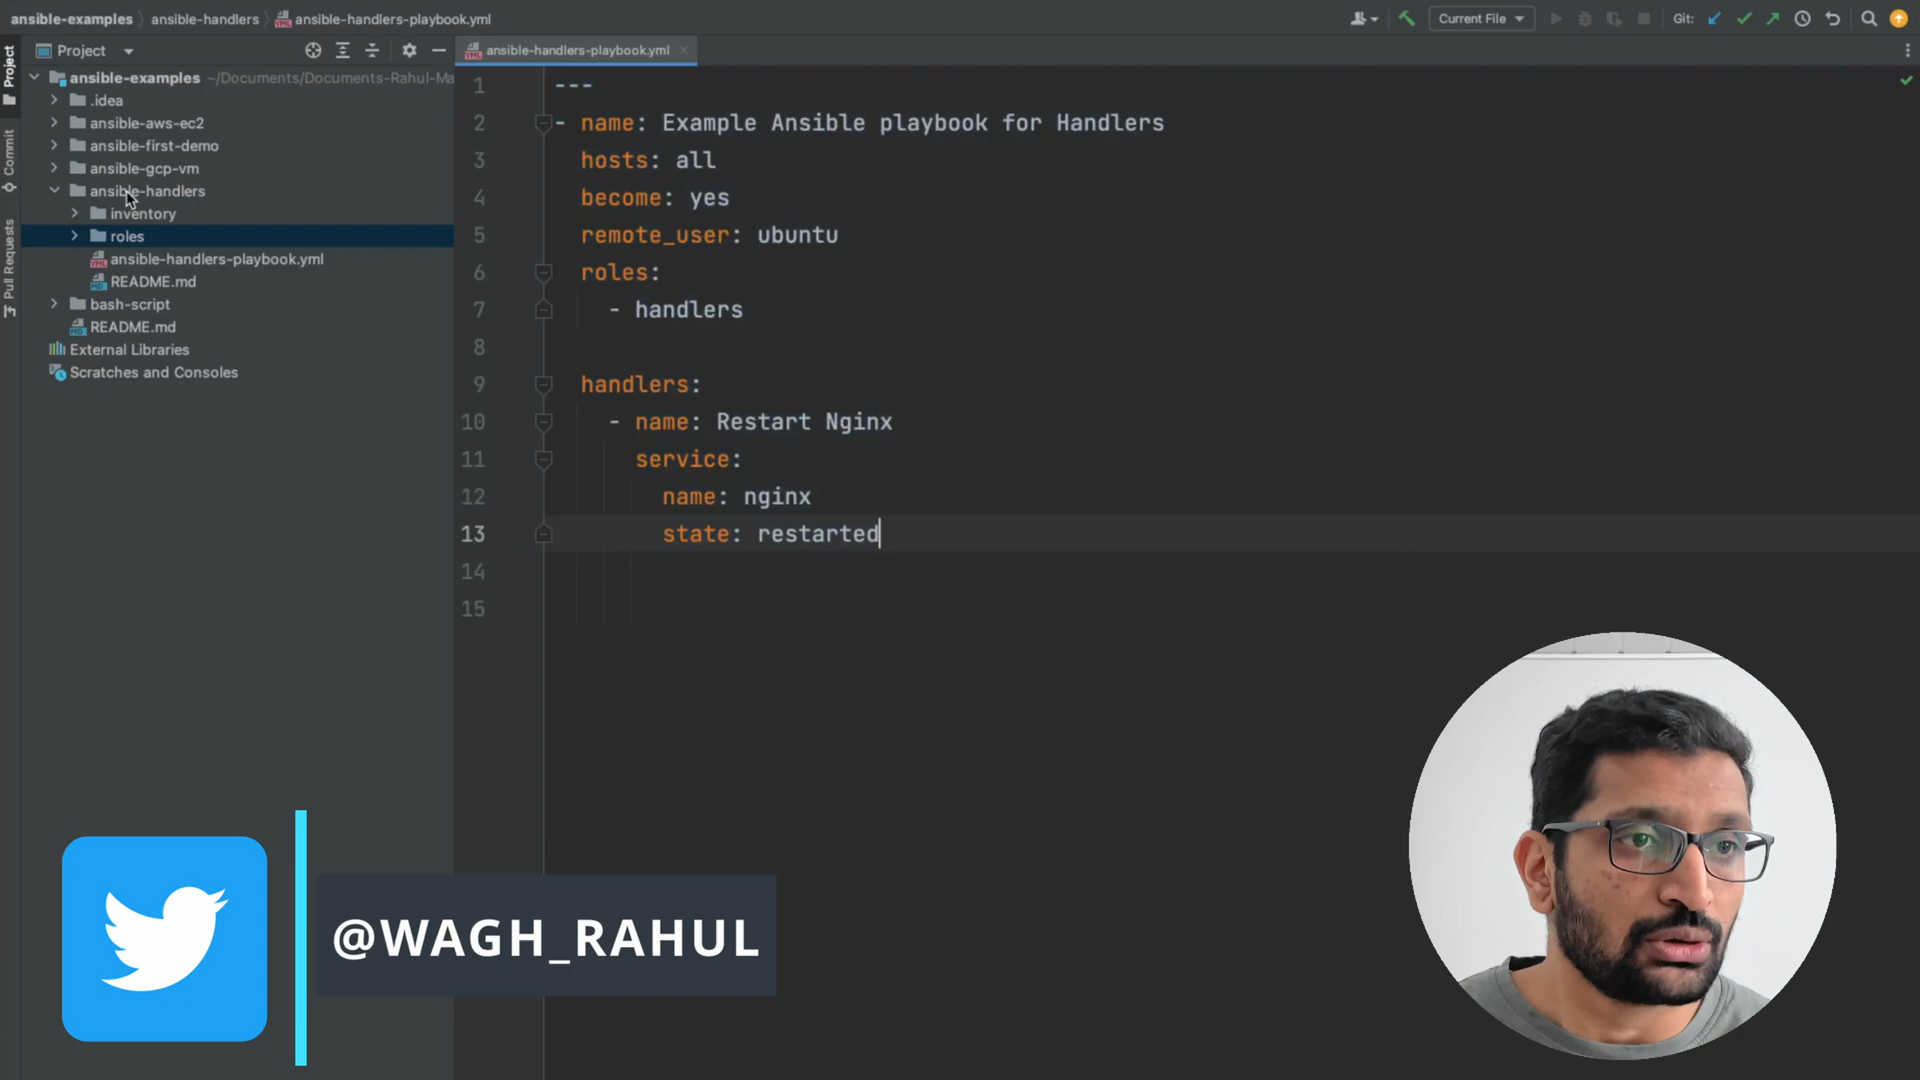 ansible-examples
ansible-handlers
ansible-handlers-playbook.yml
Current File
Git:
Project
ansible-handlers-playbook.yml
Project
Commit
Pull Requests
ansible-examples ~/Documents/Documents-Rahul-Ma
.idea
ansible-aws-ec2
ansible-first-demo
ansible-gcp-vm
ansible-handlers
inventory
roles
ansible-handlers-playbook.yml
README.md
bash-script
README.md
External Libraries
Scratches and Consoles
1 ---
2 - name: Example Ansible playbook for Handlers
3 hosts: all
4 become: yes
5 remote_user: ubuntu
6 roles:
7 - handlers
8
9 handlers:
10 - name: Restart Nginx
11 service:
12 name: nginx
13 state: restarted
14
15
@WAGH_RAHUL